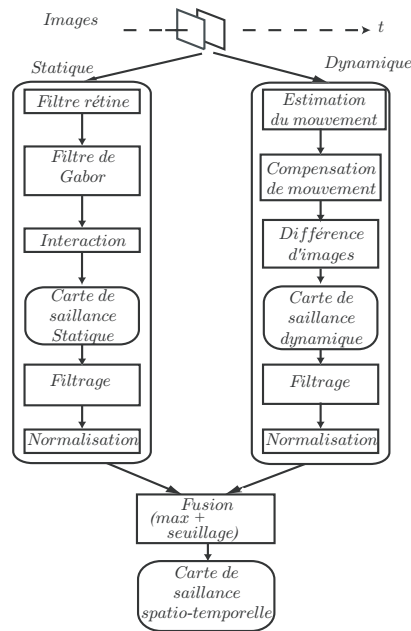 Images
t
Statique
Filtre rétine
Filtre de
Gabor
Interaction
Carte de
saillance
Statique
Filtrage
Normalisation
Dynamique
Estimation
du mouvement
Compensation
de mouvement
Différence
d'images
Carte de
saillance
dynamique
Filtrage
Normalisation
Fusion
(max +
seuillage)
Carte de
saillance
spatio-temporelle